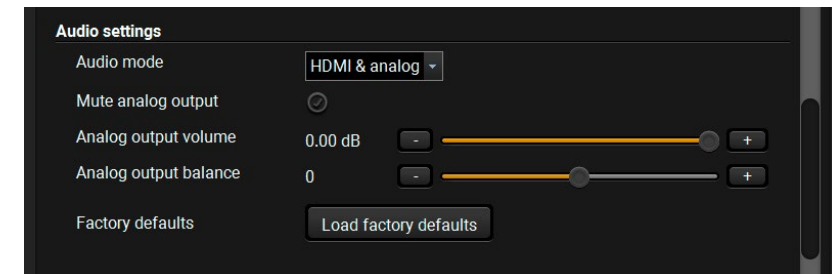 Audio settings
Audio mode HDMI & analog
Mute analog output
Analog output volume 0.00 dB - +
Analog output balance 0 - +
Factory defaults Load factory defaults